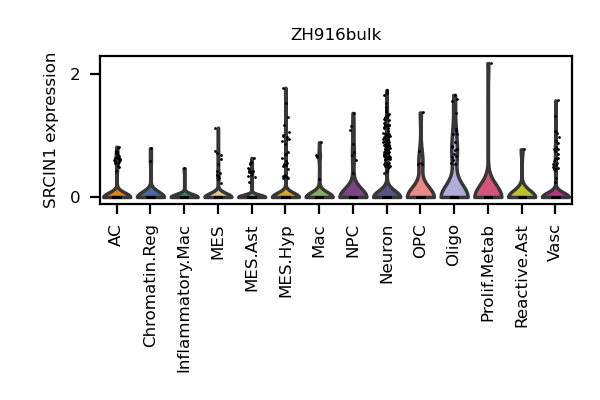 ZH916bulk
SRCIN1 expression
2
0
AC
Chromatin.Reg
Inflammatory.Mac
MES
MES.Ast
MES.Hyp
Mac
NPC
Neuron
OPC
Oligo
Prolif.Metab
Reactive.Ast
Vasc